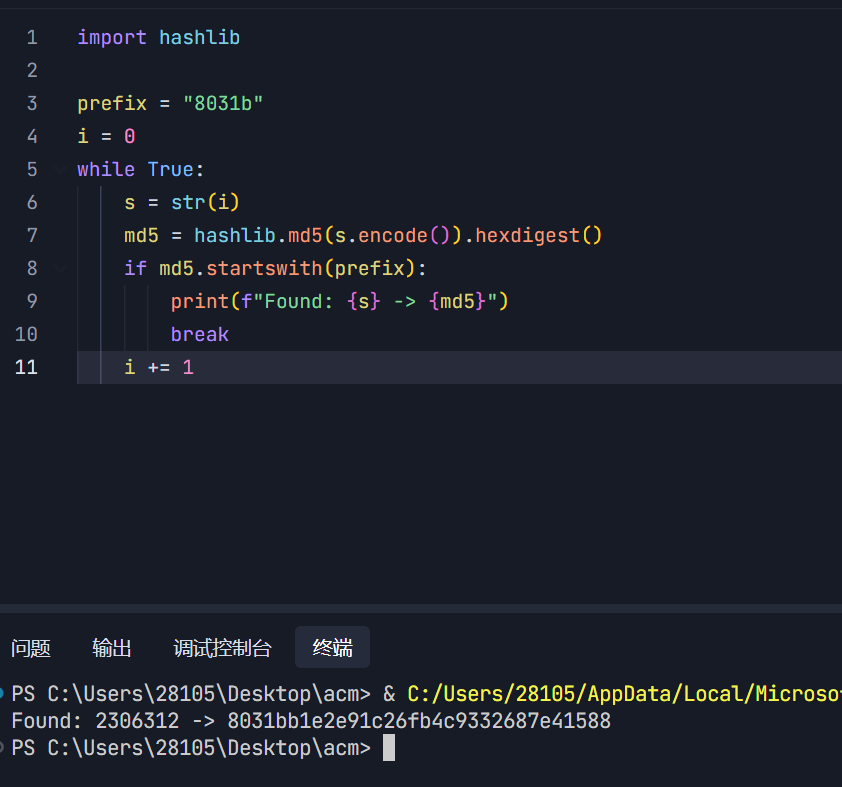 1 import hashlib
2
3 prefix = "8031b"
4 i = 0
5 while True:
6 s = str(i)
7 md5 = hashlib.md5(s.encode()).hexdigest()
8 if md5.startswith(prefix):
9 print(f"Found: {s} -> {md5}")
10 break
11 i += 1
问题 输出 调试控制台 终端
PS C:\Users\28105\Desktop\acm> & C:/Users/28105/AppData/Local/Microso
Found: 2306312 -> 8031bb1e2e91c26fb4c9332687e41588
PS C:\Users\28105\Desktop\acm>